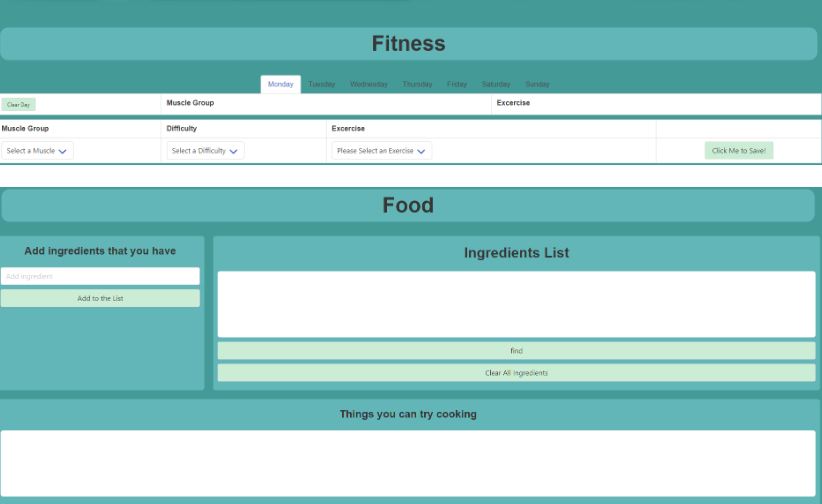 Fitness
Monday Tuesday Wednesday Thursday Friday Saturday Sunday
Clear Day Muscle Group Excercise
Muscle Group Difficulty Excercise
Select a Muscle Select a Difficulty Please Select an Exercise Click Me to Save!
Food
Add ingredients that you have
Add ingredient
Add to the List
Ingredients List
find
Clear All Ingredients
Things you can try cooking